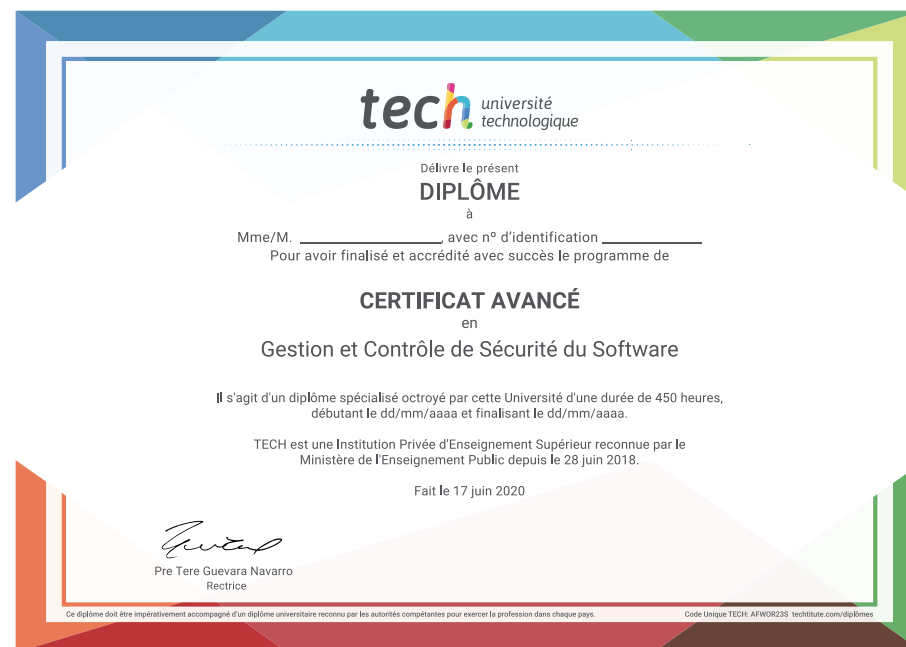 tech université
technologique
Délivre le présent
DIPLÔME
à
Mme/M. ____________, avec nº d'identification ____________
Pour avoir finalisé et accrédité avec succès le programme de
CERTIFICAT AVANCÉ
en
Gestion et Contrôle de Sécurité du Software
Il s'agit d'un diplôme spécialisé octroyé par cette Université d'une durée de 450 heures,
débutant le dd/mm/aaaa et finalisant le dd/mm/aaaa.
TECH est une Institution Privée d'Enseignement Supérieur reconnue par le
Ministère de l'Enseignement Public depuis le 28 juin 2018.
Fait le 17 juin 2020
Pre Tere Guevara Navarro
Rectrice
Ce diplôme doit être impérativement accompagné d'un diplôme universitaire reconnu par les autorités compétantes pour exercer la profession dans chaque pays.
Code Unique TECH: AFWOR23S techtitute.com/diplômes